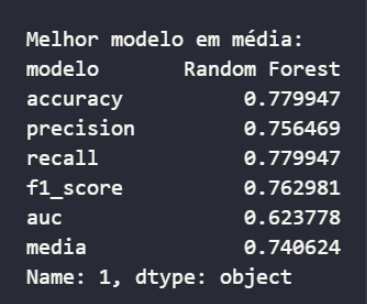 Melhor modelo em média:
modelo Random Forest
accuracy 0.779947
precision 0.756469
recall 0.779947
f1_score 0.762981
auc 0.623778
media 0.740624
Name: 1, dtype: object